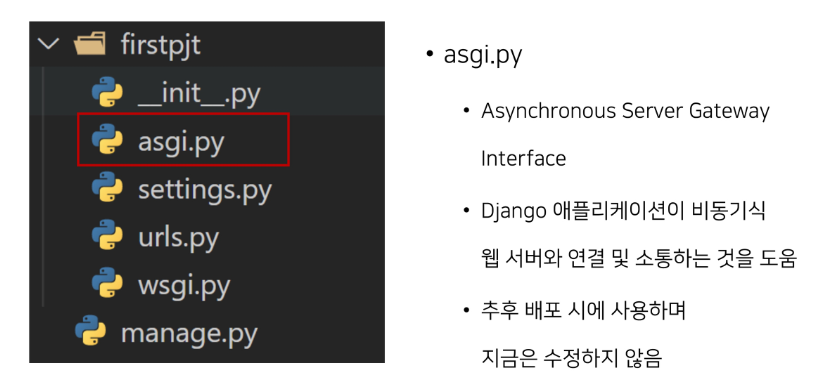 firstpjt
__init__.py
asgi.py
settings.py
urls.py
wsgi.py
manage.py
• asgi.py
• Asynchronous Server Gateway
Interface
• Django 애플리케이션이 비동기식
웹 서버와 연결 및 소통하는 것을 도움
• 추후 배포 시에 사용하며
지금은 수정하지 않음